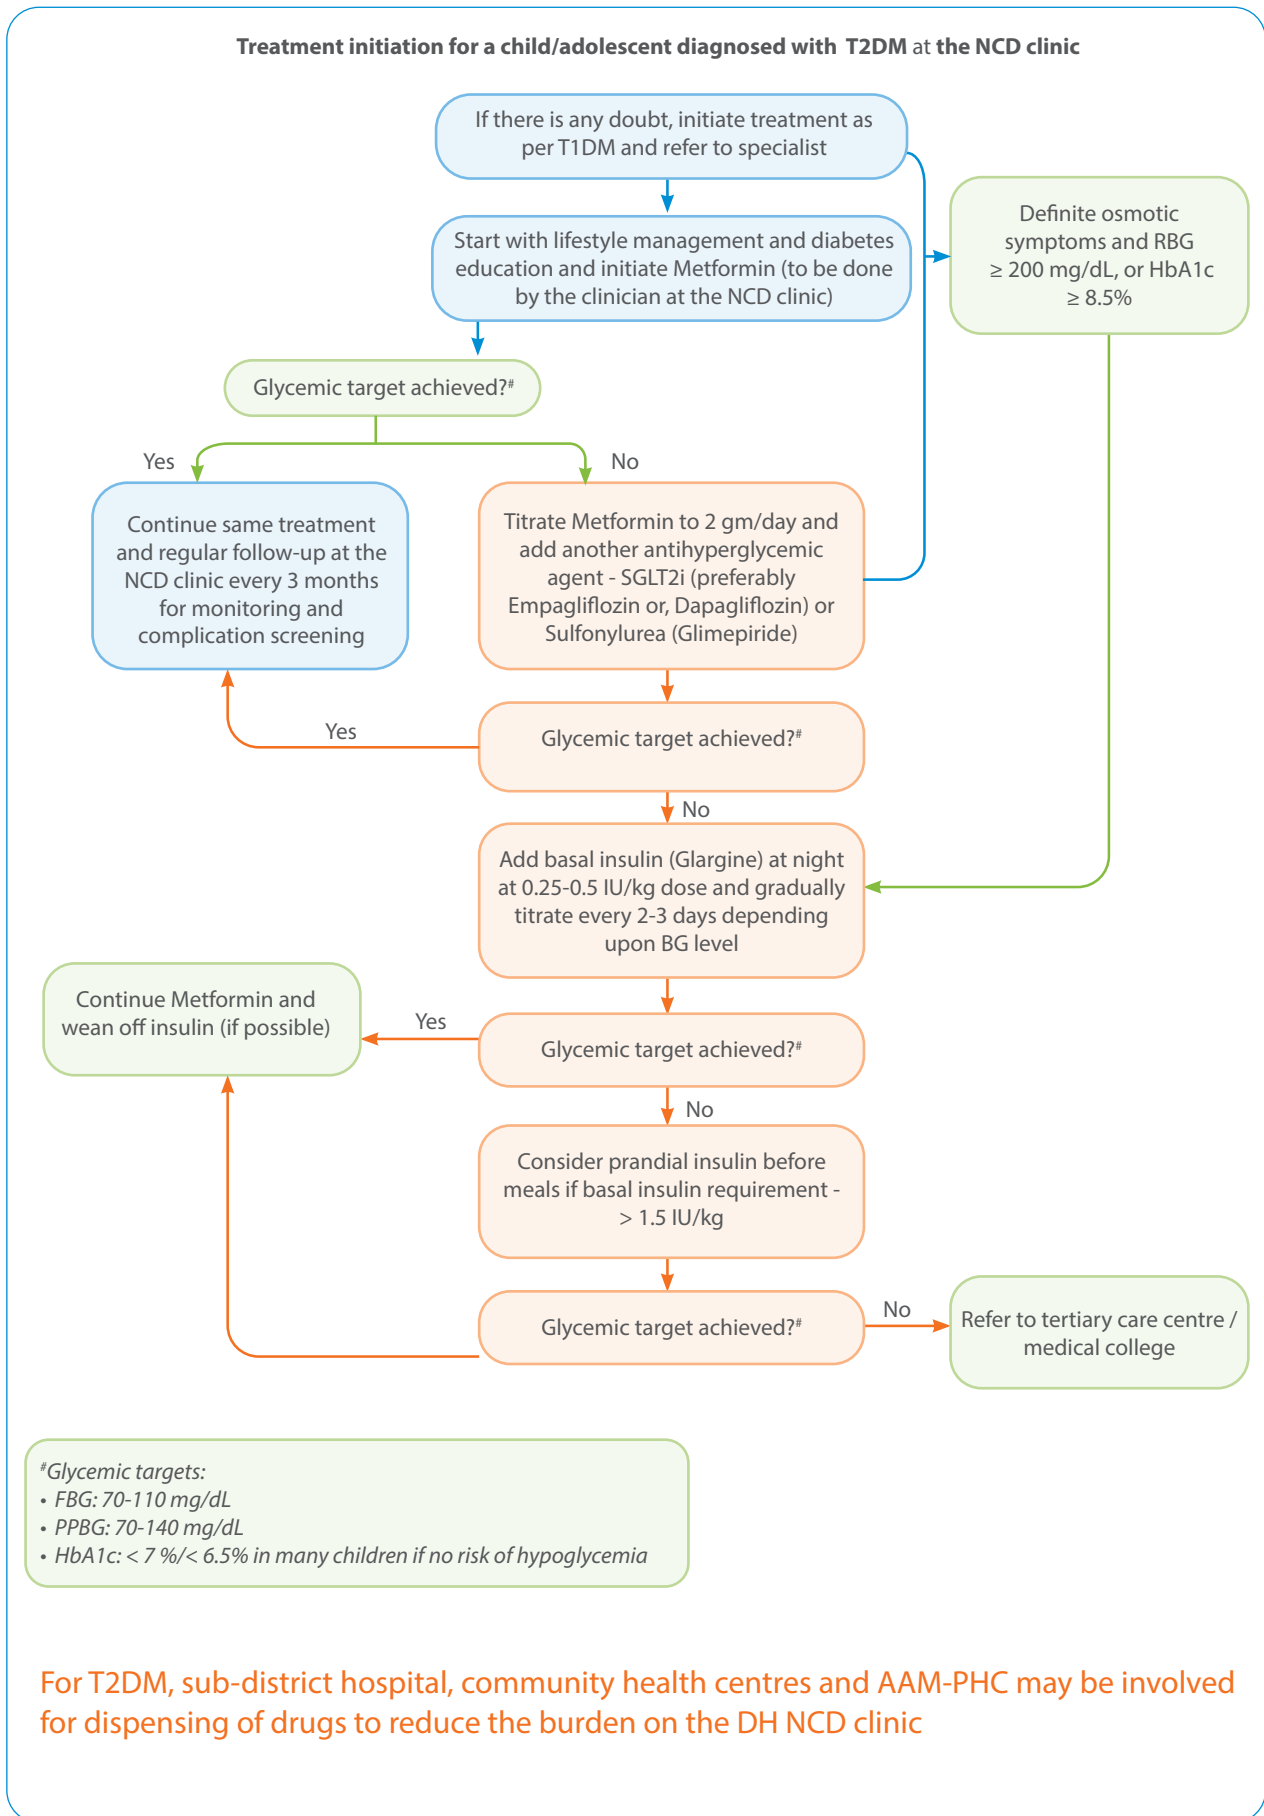 Treatment initiation for a child/adolescent diagnosed with T2DM at the NCD clinic
If there is any doubt, initiate treatment as
per T1DM and refer to specialist
Definite osmotic
symptoms and RBG
≥ 200 mg/dL, or HbA1c
≥ 8.5%
Start with lifestyle management and diabetes
education and initiate Metformin (to be done
by the clinician at the NCD clinic)
Glycemic target achieved?#
Yes
No
Continue same treatment
and regular follow-up at the
NCD clinic every 3 months
for monitoring and
complication screening
Titrate Metformin to 2 gm/day and
add another antihyperglycemic
agent - SGLT2i (preferably
Empagliflozin or, Dapagliflozin) or
Sulfonylurea (Glimepiride)
Yes
Glycemic target achieved?#
No
Add basal insulin (Glargine) at night
at 0.25-0.5 IU/kg dose and gradually
titrate every 2-3 days depending
upon BG level
Continue Metformin and
wean off insulin (if possible)
Yes
Glycemic target achieved?#
No
Consider prandial insulin before
meals if basal insulin requirement -
> 1.5 IU/kg
Glycemic target achieved?#
No
Refer to tertiary care centre /
medical college
#Glycemic targets:
• FBG: 70-110 mg/dL
• PPBG: 70-140 mg/dL
• HbA1c: < 7 %/< 6.5% in many children if no risk of hypoglycemia
For T2DM, sub-district hospital, community health centres and AAM-PHC may be involved
for dispensing of drugs to reduce the burden on the DH NCD clinic